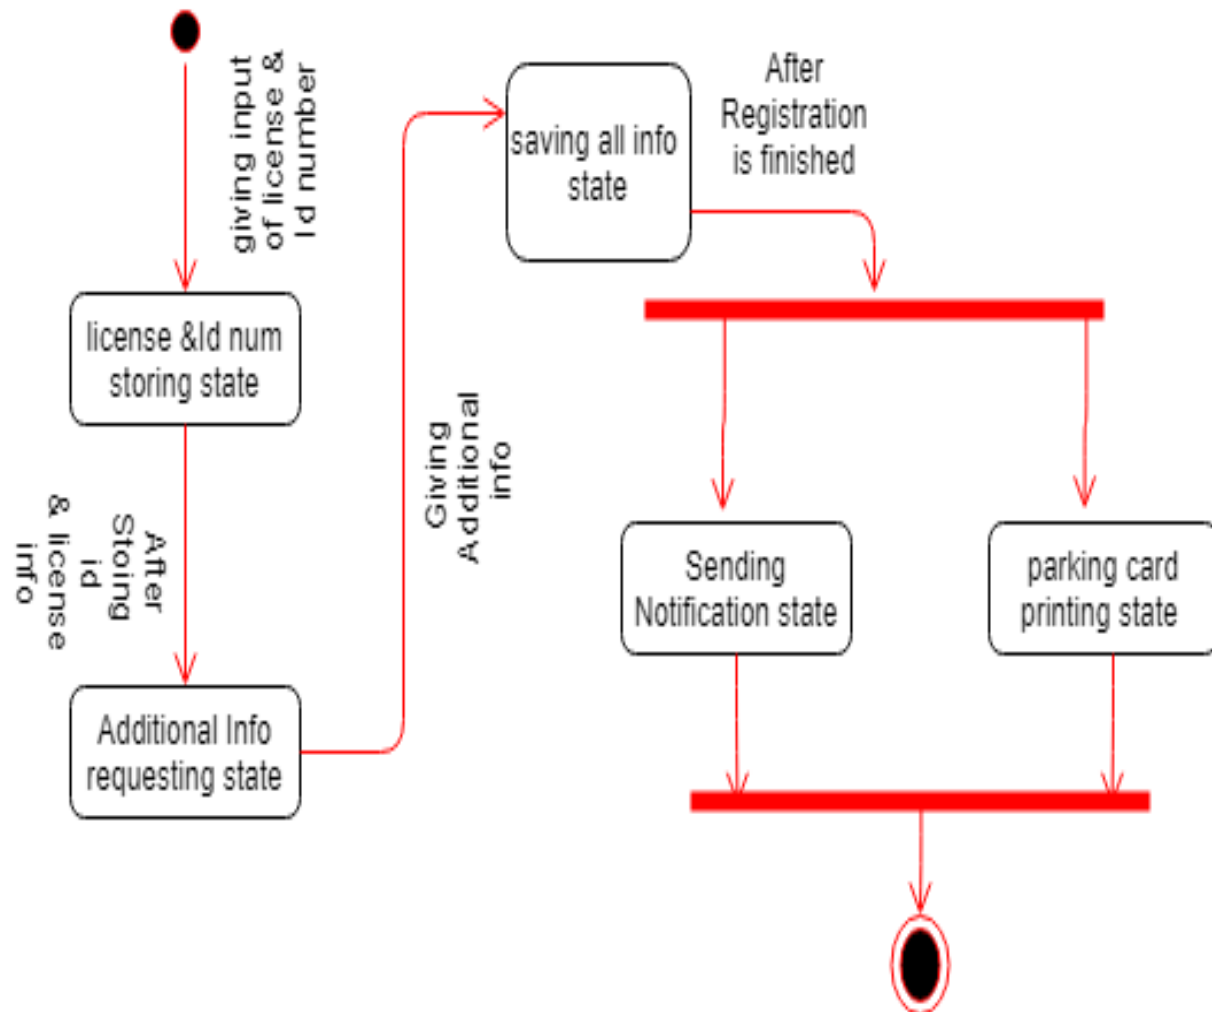 giving input
of license &
Id number
license &Id num
storing state
After
Stoing
id
& license
info
Additional Info
requesting state
Giving
Additional
info
saving all info
state
After
Registration
is finished
Sending
Notification state
parking card
printing state